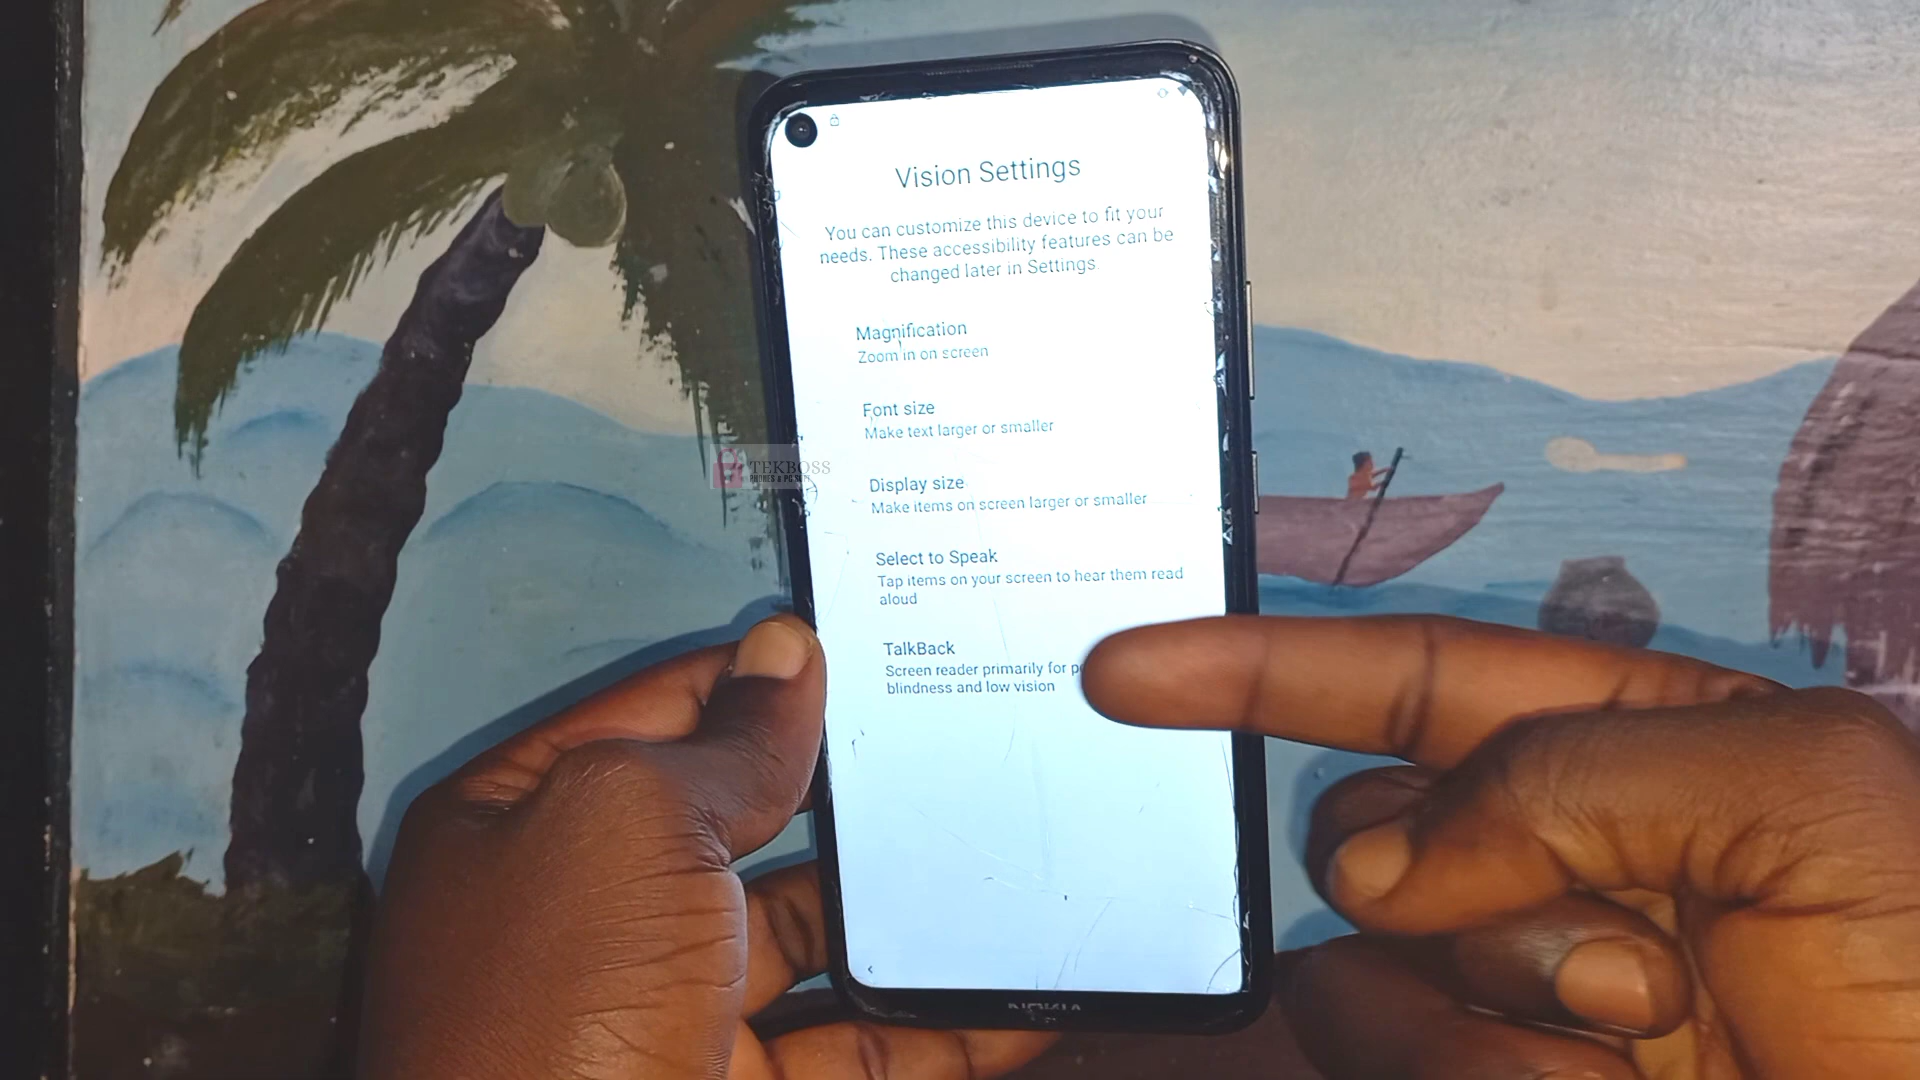 Vision Settings
You can customize this device to fit your
needs. These accessibility features can be
changed later in Settings.
Magnification
Zoom in on screen
Font size
Make text larger or smaller
Display size
Make items on screen larger or smaller
Select to Speak
Tap items on your screen to hear them read
aloud
TalkBack
Screen reader primarily for
blindness and low vision
NOKIA
TEKBOSS